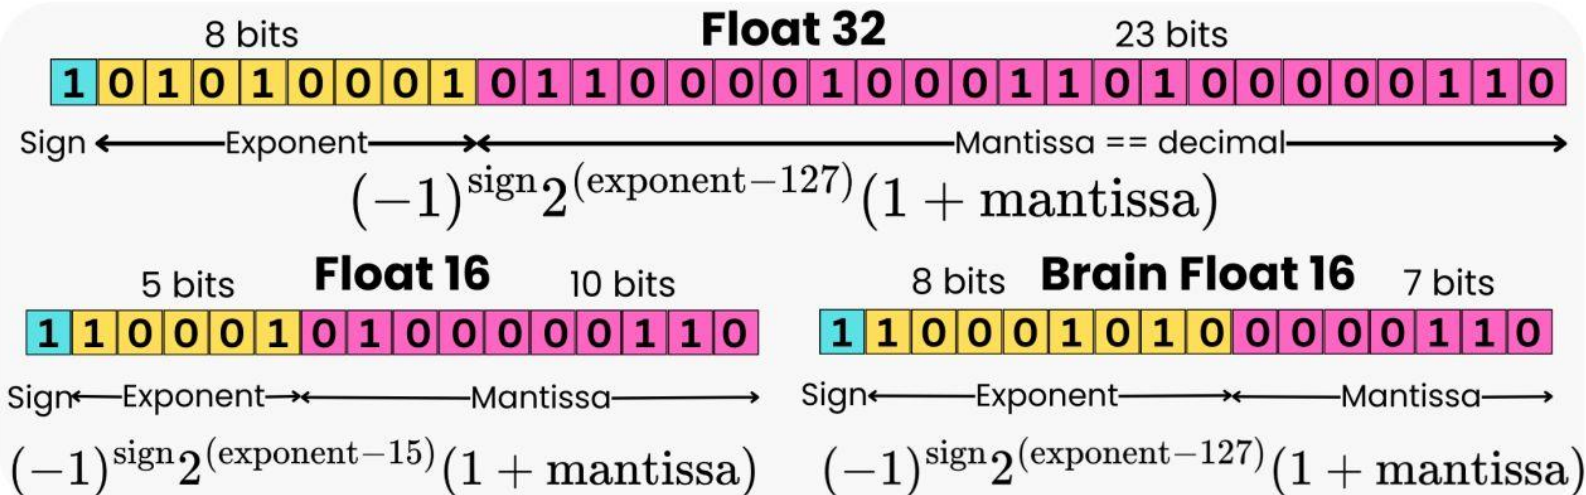 8 bits Float 32 23 bits
1 0 1 0 1 0 0 0 1 0 1 1 0 0 0 0 1 0 0 0 1 1 0 1 0 0 0 0 0 1 1 0
Sign Exponent Mantissa == decimal
(−1)^sign 2^(exponent−127) (1 + mantissa)
5 bits Float 16 10 bits
1 1 0 0 0 1 0 1 0 0 0 0 0 1 1 0
Sign Exponent Mantissa
(−1)^sign 2^(exponent−15) (1 + mantissa)
8 bits Brain Float 16 7 bits
1 1 0 0 0 1 0 1 0 0 0 0 0 1 1 0
Sign Exponent Mantissa
(−1)^sign 2^(exponent−127) (1 + mantissa)